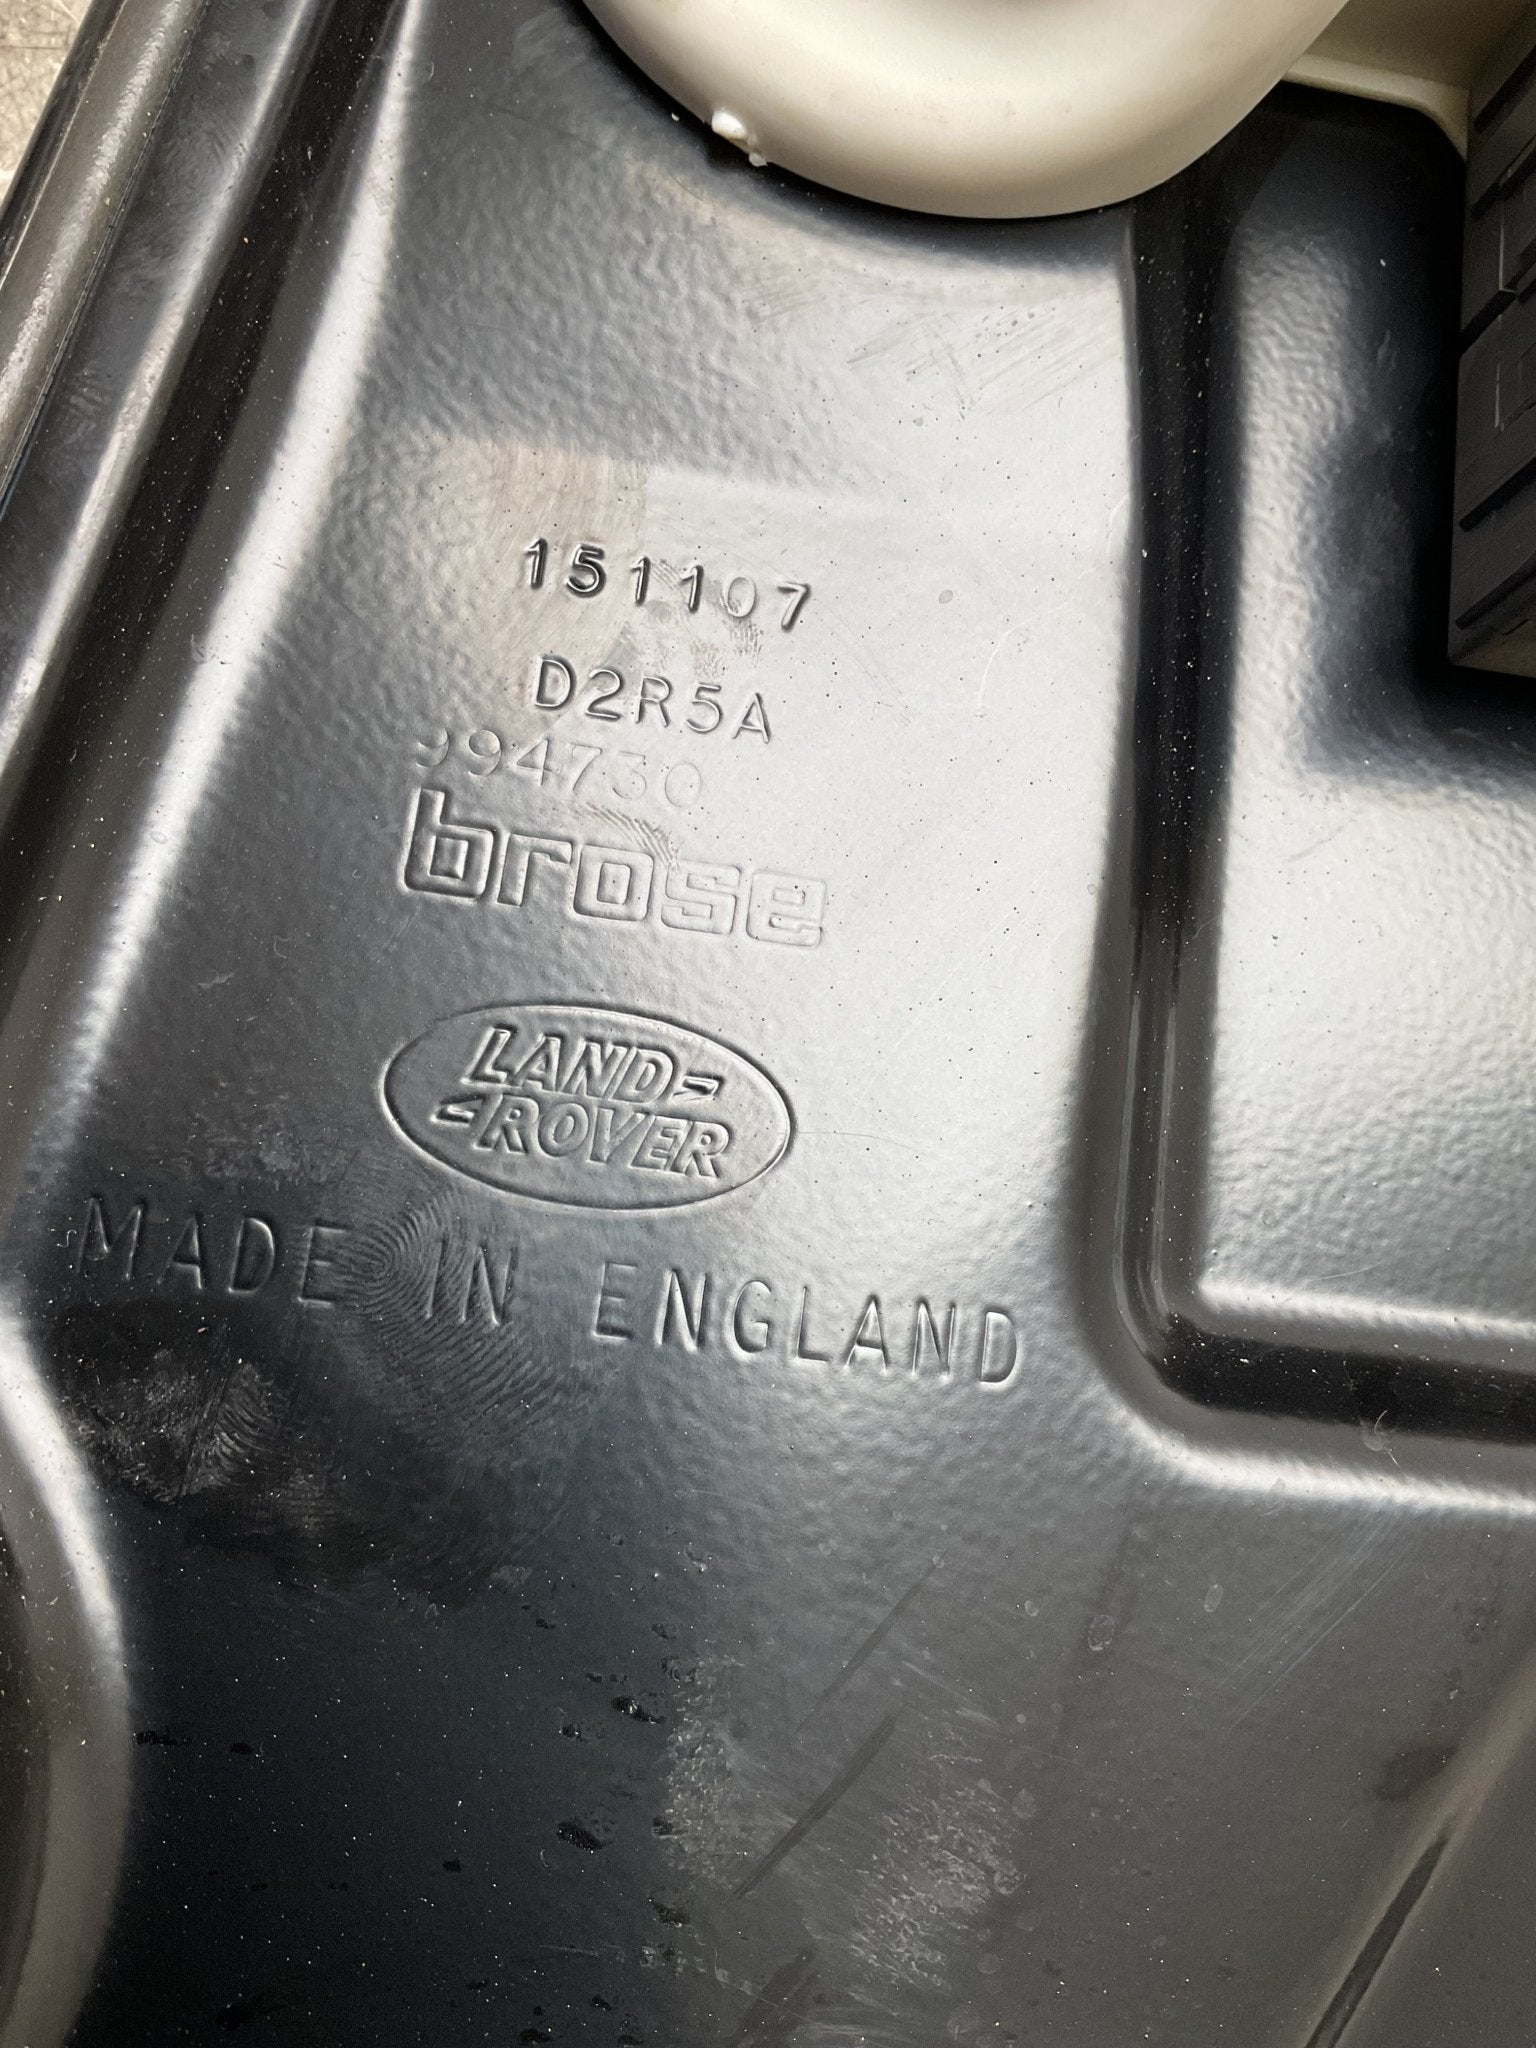 151107
D2R5A
994730
brose
LAND
ROVER
MADE IN ENGLAND